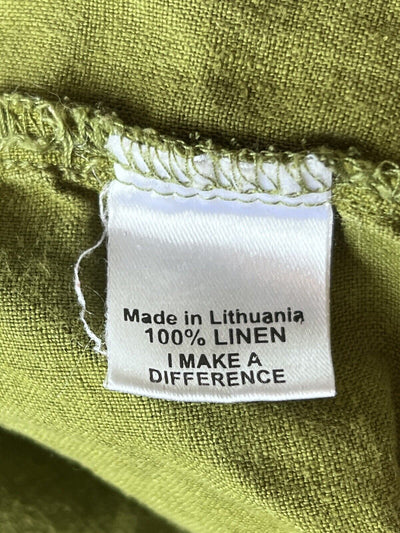 Made in Lithuania
100% LINEN
I MAKE A
DIFFERENCE